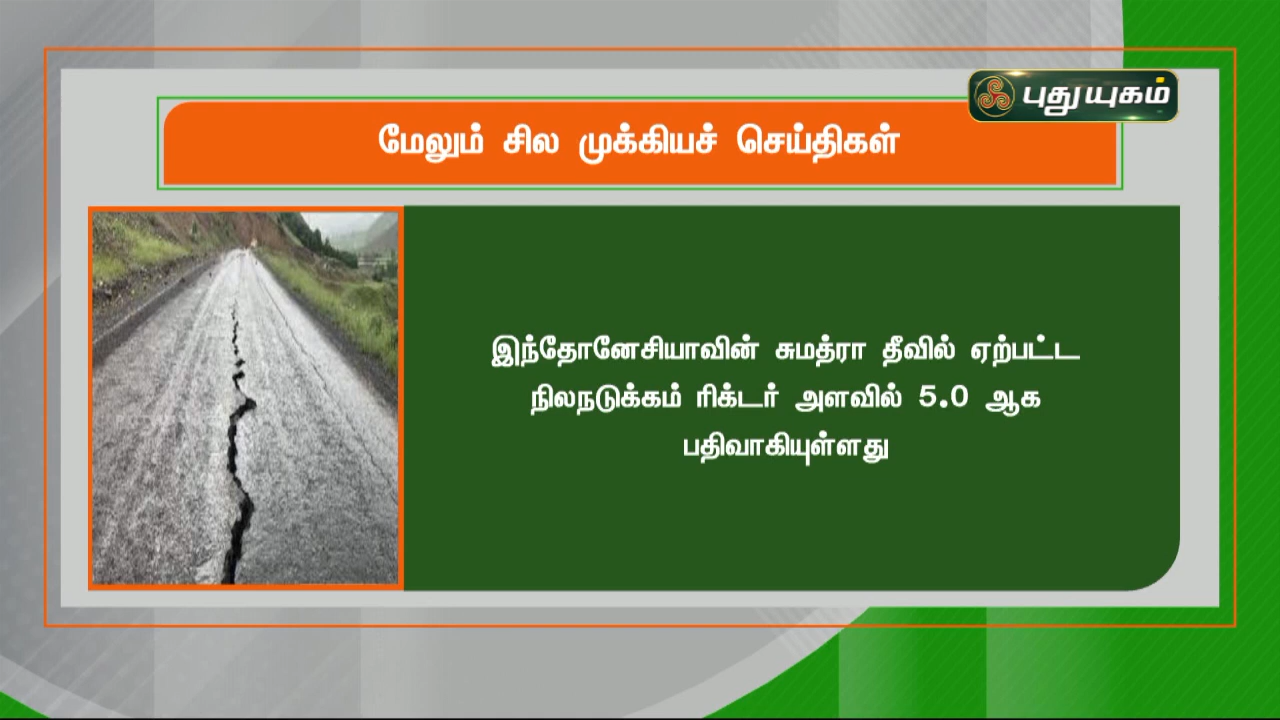 புதுயுகம்
மேலும் சில முக்கியச் செய்திகள்
இந்தோனேசியாவின் சுமத்ரா தீவில் ஏற்பட்ட
நிலநடுக்கம் ரிக்டர் அளவில் 5.0 ஆக
பதிவாகியுள்ளது